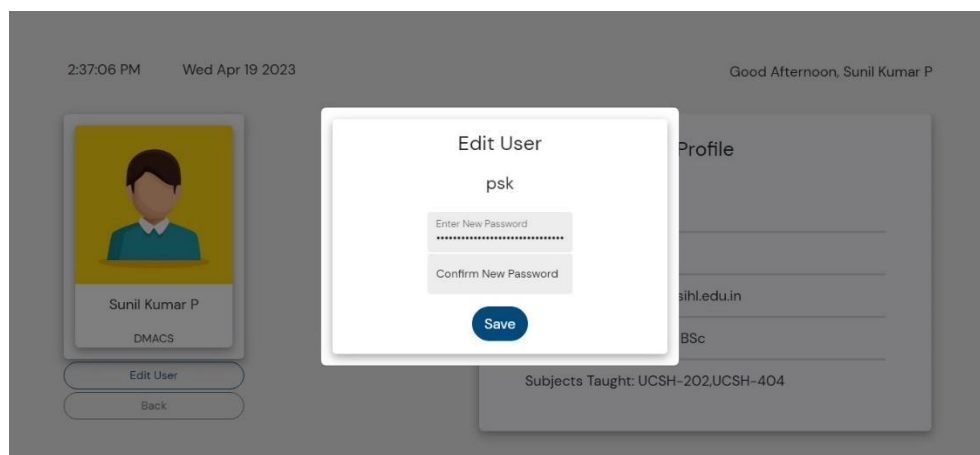 2:37:06 PM Wed Apr 19 2023
Good Afternoon, Sunil Kumar P
Sunil Kumar P
DMACS
Edit User
Back
Edit User
psk
Enter New Password
Confirm New Password
Save
Profile
sihl.edu.in
BSc
Subjects Taught: UCSH-202,UCSH-404